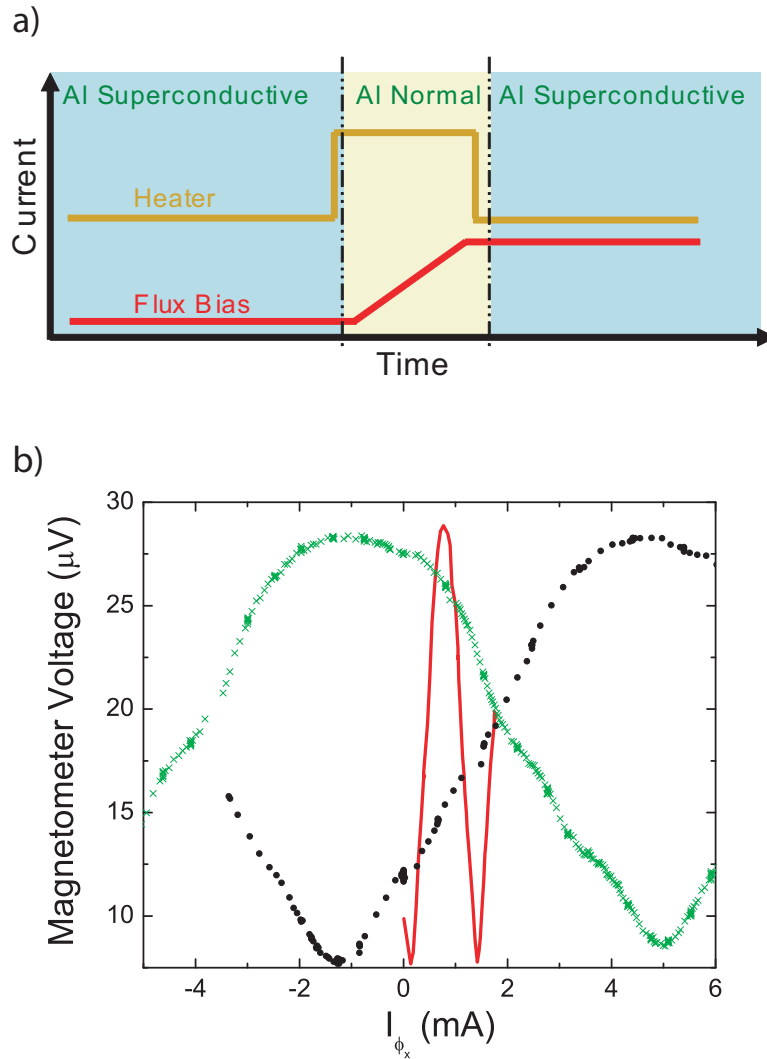 a)
Al Superconductive
Al Normal
Al Superconductive
Heater
Flux Bias
Current
Time
b)
30
25
20
15
10
Magnetometer Voltage (μV)
-4
-2
0
2
4
6
I_ϕ_x (mA)